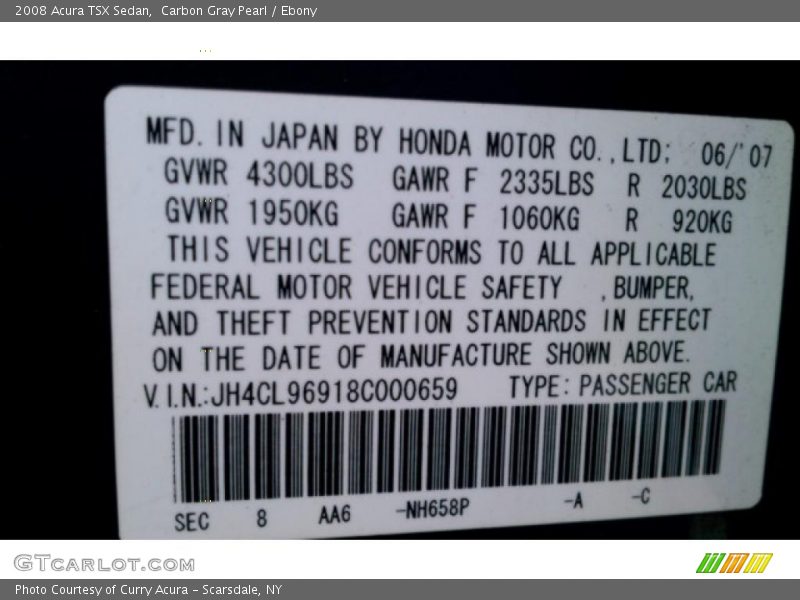 2008 Acura TSX Sedan,  Carbon Gray Pearl / Ebony
MFD. IN JAPAN BY HONDA MOTOR CO.,LTD; 06/'07
GVWR 4300LBS GAWR F 2335LBS R 2030LBS
GVWR 1950KG GAWR F 1060KG R 920KG
THIS VEHICLE CONFORMS TO ALL APPLICABLE
FEDERAL MOTOR VEHICLE SAFETY ,BUMPER,
AND THEFT PREVENTION STANDARDS IN EFFECT
ON THE DATE OF MANUFACTURE SHOWN ABOVE.
V.I.N.:JH4CL96918C000659 TYPE: PASSENGER CAR
SEC 8 AA6 -NH658P -A -C
GTCARLOT.COM
Photo Courtesy of Curry Acura - Scarsdale, NY